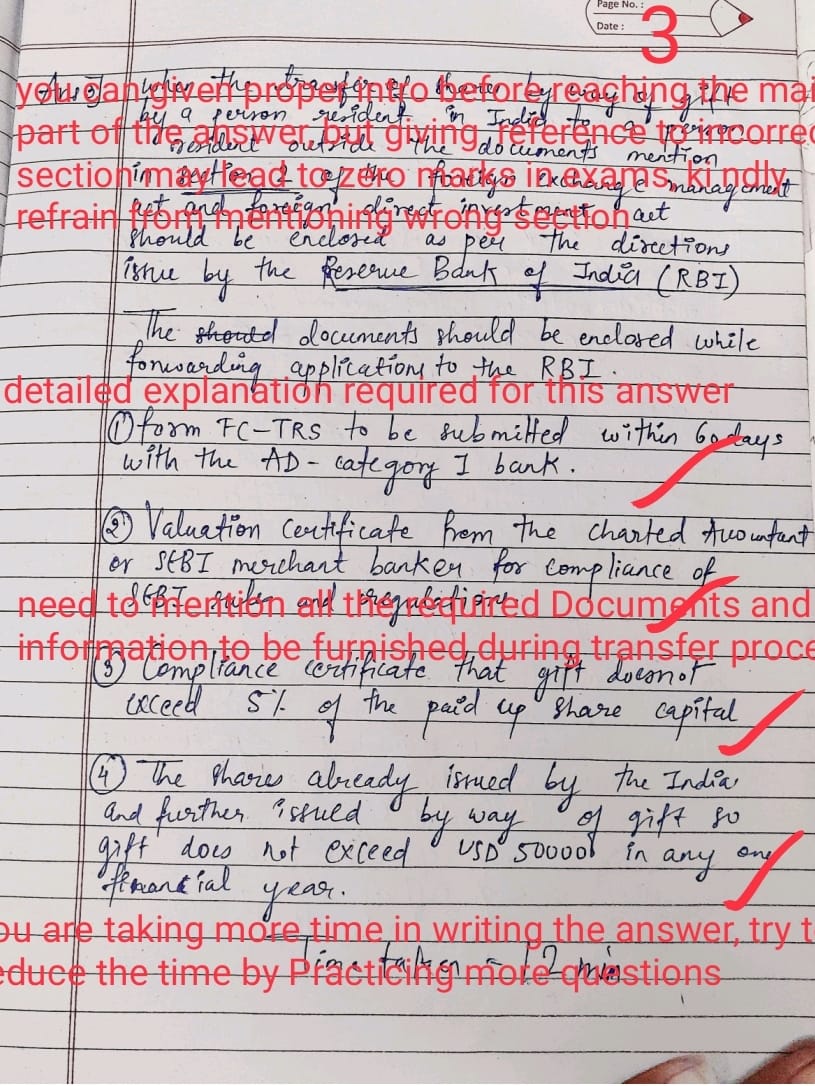 Page No. :
Date :
3
Ans 3 When the transfer of shares by way of gift
you can given proper intro before reaching the mai
by a person resident in India to a person
part of the answer, but giving reference to incorrec
resident outside the documents mention
in section 2 of the foreign exchange management
section may lead to zero marks in exams, kindly
act and foreign direct investment act
refrain from mentioning wrong section
should be enclosed as per the directions
issue by the Reserve Bank of India (RBI)
The should documents should be enclosed while
forwarding applications to the RBI.
detailed explanation required for this answer
① form FC-TRS to be submitted within 60 days
with the AD-category I bank.
② Valuation certificate from the charted Auountant
or SEBI merchant banker for compliance of
SEBI rules and regulations
need to mention all the required Documents and
information to be furnished during transfer proce
③ Compliance certificate that gift doesnot
exceed 5% of the paid up share capital
④ The shares already issued by the India
and further issued by way of gift so
gift does not exceed USD 50000 in any one
financial year.
ou are taking more time in writing the answer, try t
Time taken = 12 min
educe the time by Practicing more questions